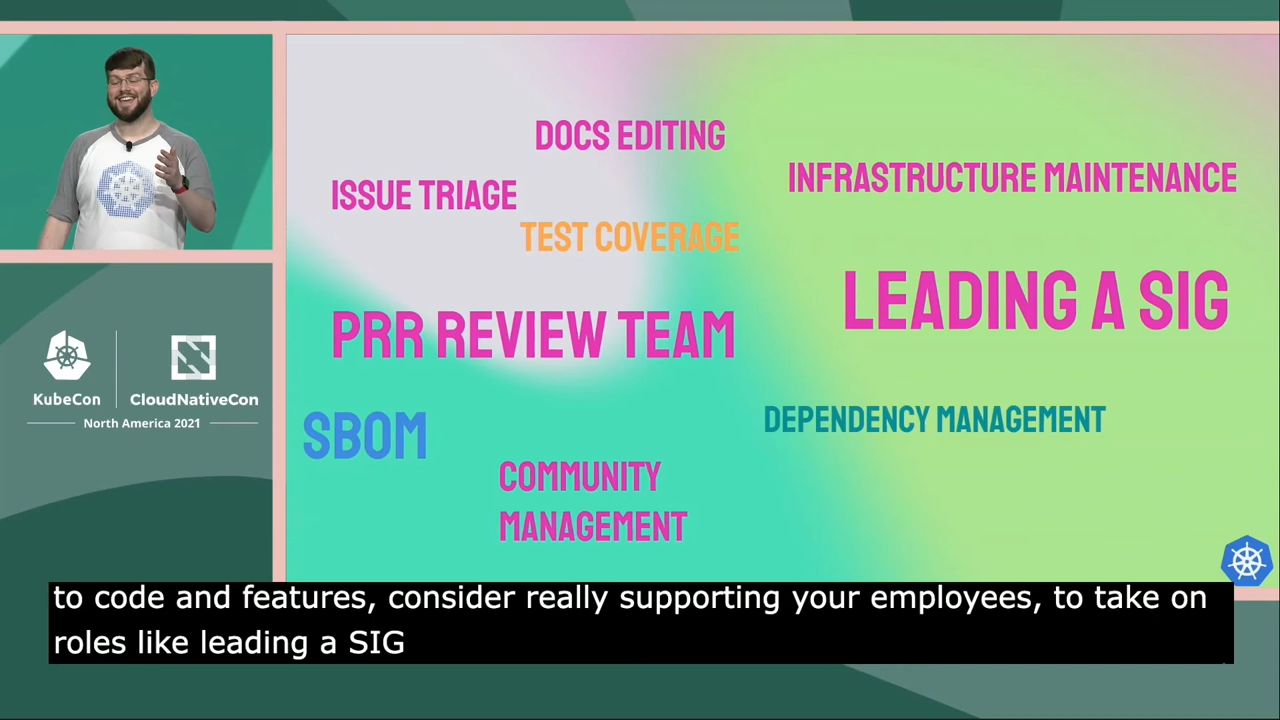 DOCS EDITING
INFRASTRUCTURE MAINTENANCE
ISSUE TRIAGE
TEST COVERAGE
LEADING A SIG
PRR REVIEW TEAM
SBOM
DEPENDENCY MANAGEMENT
COMMUNITY
MANAGEMENT
KubeCon
CloudNativeCon
North America 2021
to code and features, consider really supporting your employees, to take on
roles like leading a SIG